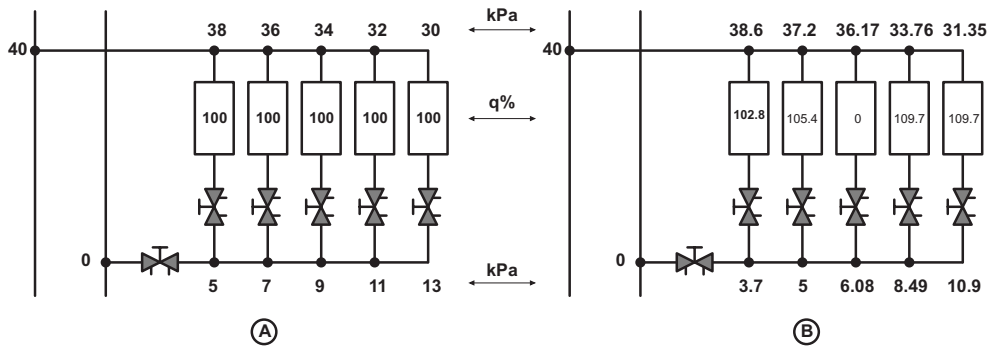 38 36 34 32 30 kPa 38.6 37.2 36.17 33.76 31.35
40 40
q%
100 100 100 100 100 102.8 105.4 0 109.7 109.7
0 0
kPa
5 7 9 11 13 3.7 5 6.08 8.49 10.9
A B